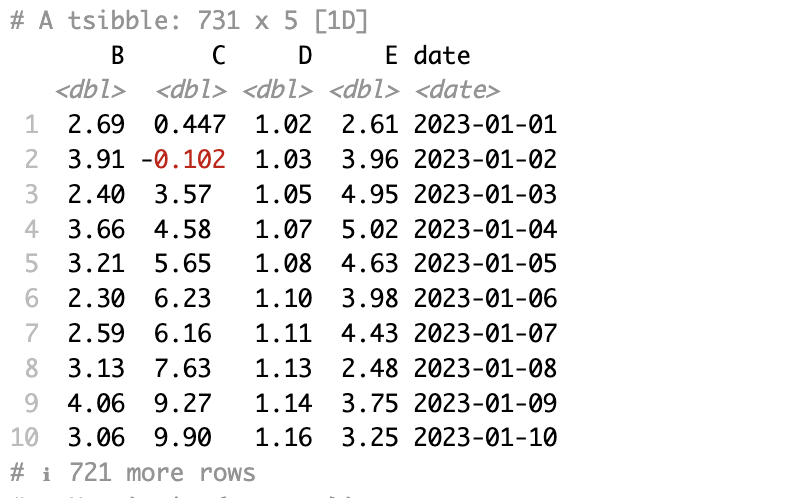 # A tsibble: 731 x 5 [1D]
B C D E date
<dbl> <dbl> <dbl> <dbl> <date>
1 2.69 0.447 1.02 2.61 2023-01-01
2 3.91 -0.102 1.03 3.96 2023-01-02
3 2.40 3.57 1.05 4.95 2023-01-03
4 3.66 4.58 1.07 5.02 2023-01-04
5 3.21 5.65 1.08 4.63 2023-01-05
6 2.30 6.23 1.10 3.98 2023-01-06
7 2.59 6.16 1.11 4.43 2023-01-07
8 3.13 7.63 1.13 2.48 2023-01-08
9 4.06 9.27 1.14 3.75 2023-01-09
10 3.06 9.90 1.16 3.25 2023-01-10
# ℹ 721 more rows